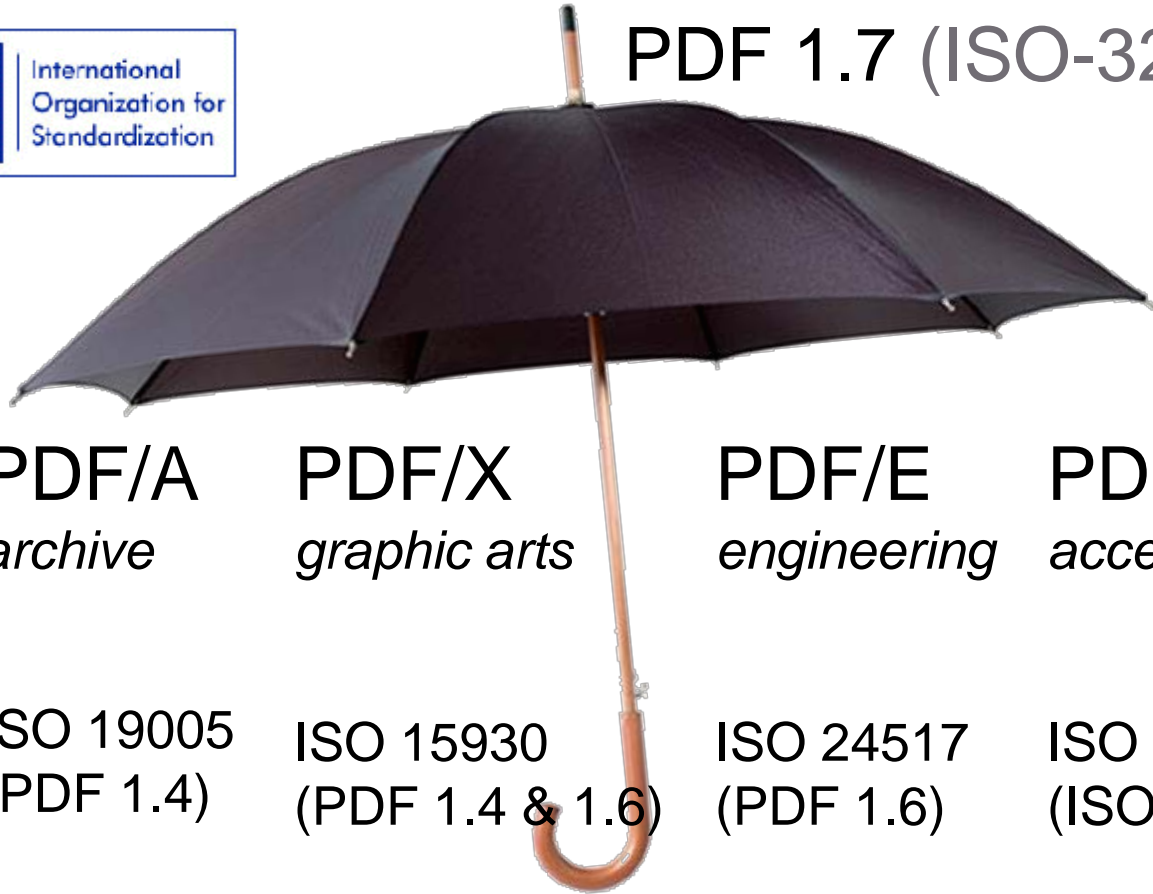 International
Organization for
Standardization
PDF 1.7 (ISO-32
PDF/A
archive
PDF/X
graphic arts
PDF/E
engineering
PD
acce
SO 19005
PDF 1.4)
ISO 15930
(PDF 1.4 & 1.6)
ISO 24517
(PDF 1.6)
ISO
(ISO